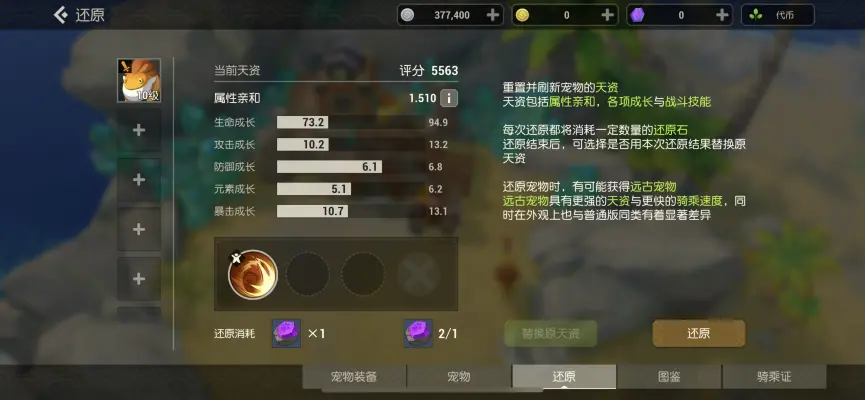 还原
377,400
0
0
代币
10级
当前天资
评分 5563
属性亲和
1.510
i
生命成长 73.2 94.9
攻击成长 10.2 13.2
防御成长 6.1 6.8
元素成长 5.1 6.2
暴击成长 10.7 13.1
还原消耗
×1
2/1
重置并刷新宠物的天资
天资包括属性亲和，各项成长与战斗技能
每次还原都将消耗一定数量的还原石
还原结束后，可选择是否用本次还原结果替换原
天资
还原宠物时，有可能获得远古宠物
远古宠物具有更强的天资与更快的骑乘速度，同
时在外观上也与普通版同类有着显著差异
替换原天资
还原
宠物装备
宠物
还原
图鉴
骑乘证